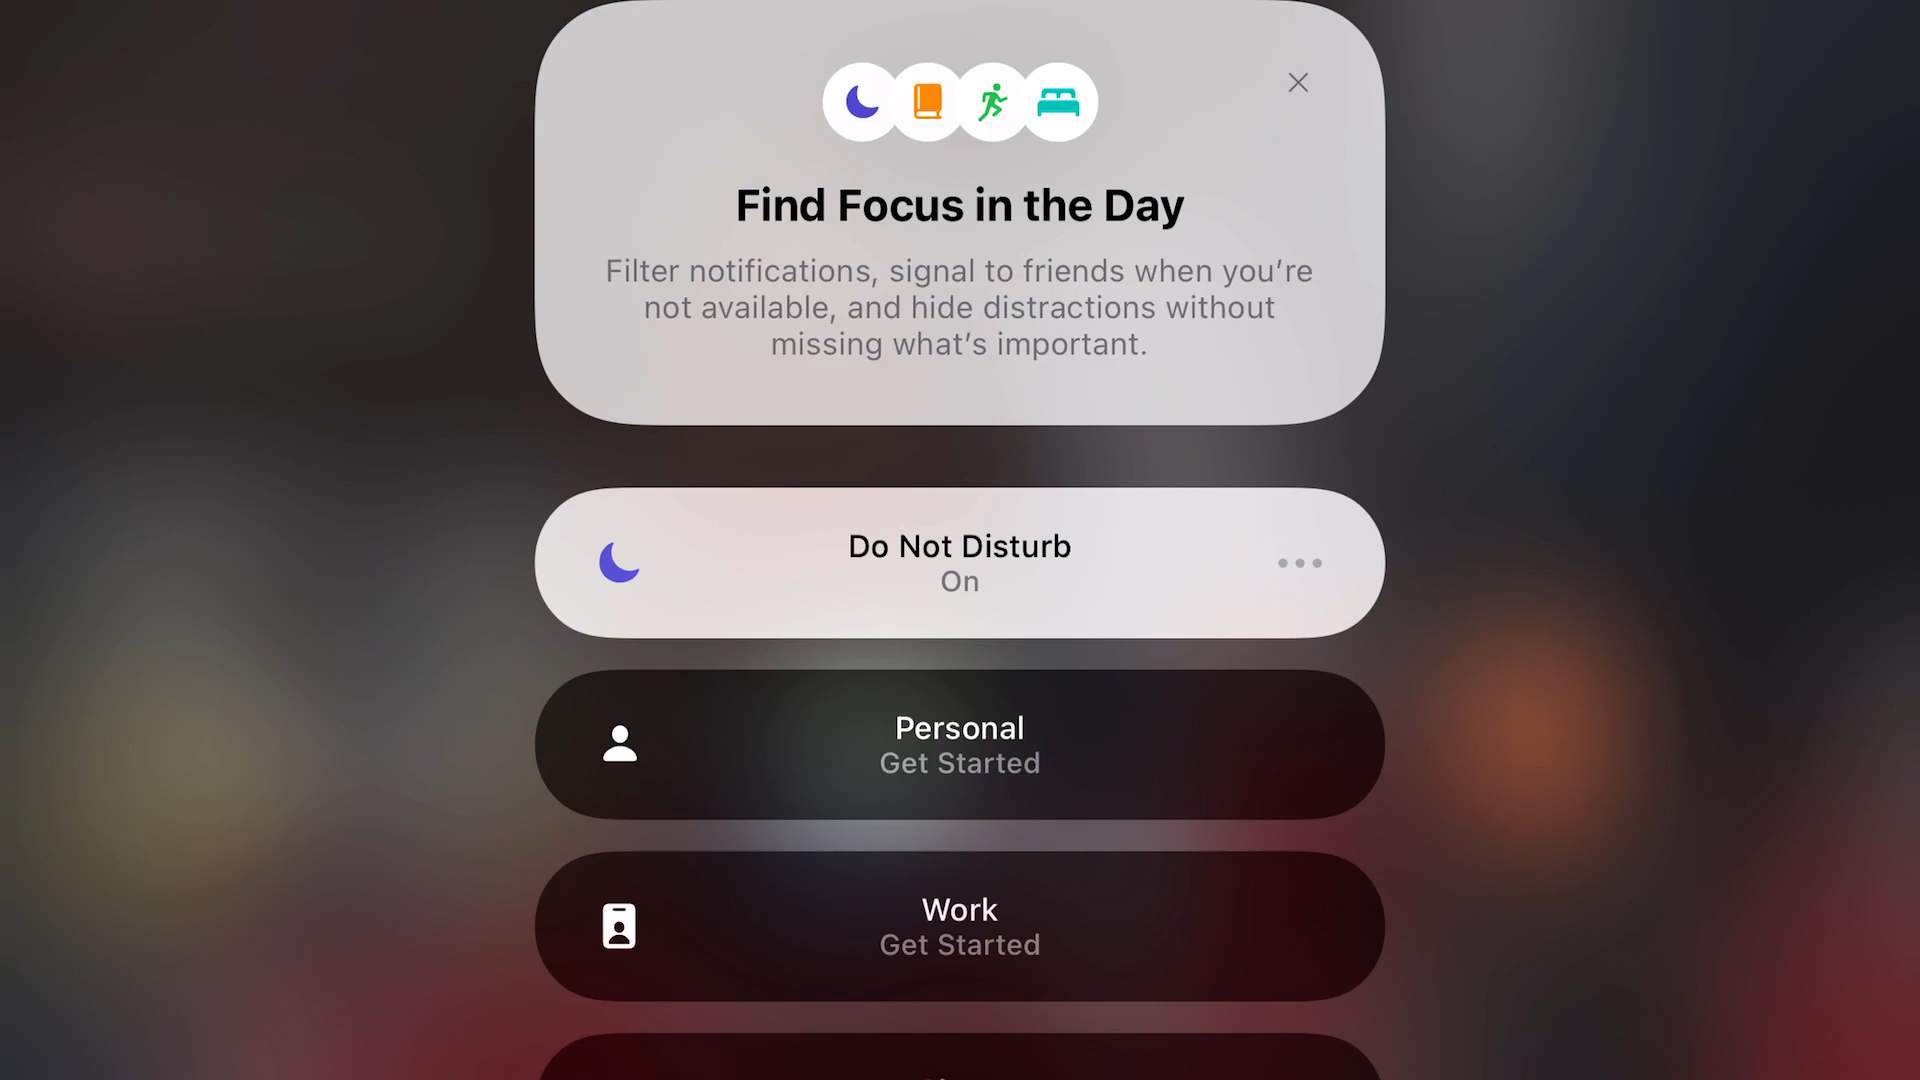 Find Focus in the Day
Filter notifications, signal to friends when you’re
not available, and hide distractions without
missing what’s important.
Do Not Disturb
On
Personal
Get Started
Work
Get Started